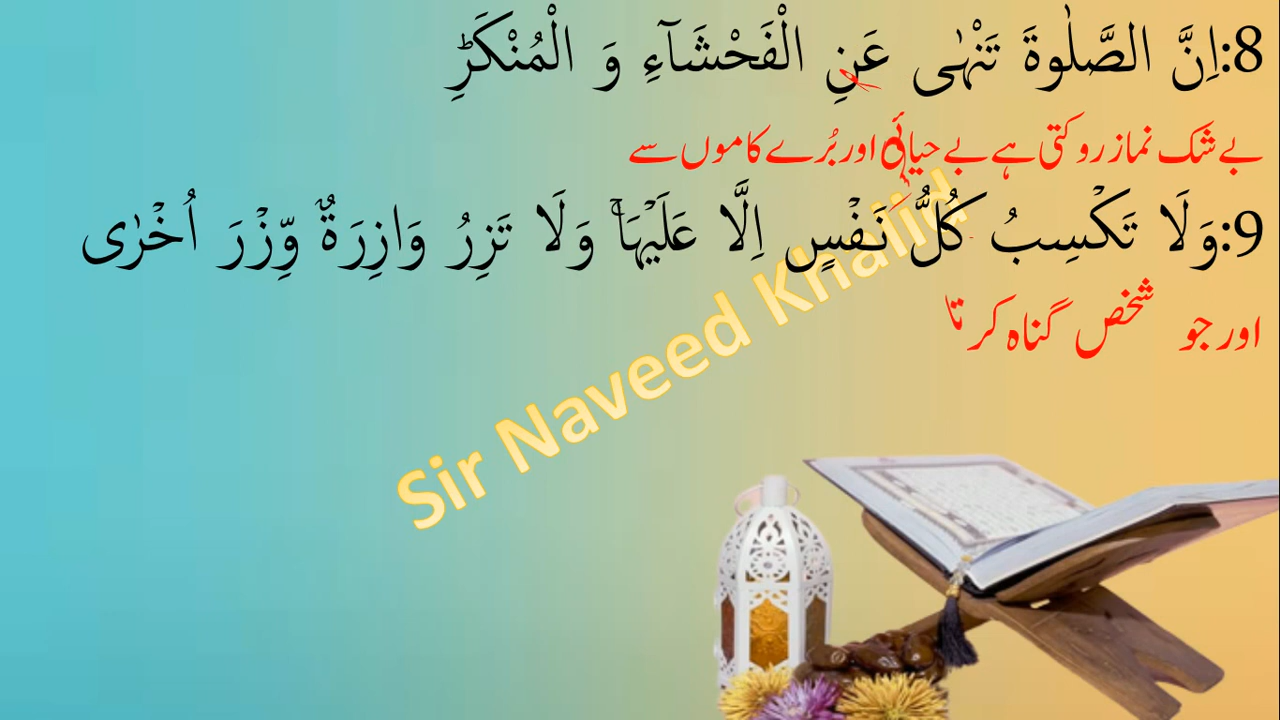 8:اِنَّ الصَّلٰوةَ تَنْهٰی عَنِ الْفَحْشَآءِ وَ الْمُنْكَرِؕ
بے شک نماز روکتی ہے بے حیائی اور بُرے کاموں سے
9:وَلَا تَكْسِبُ كُلُّ نَفْسٍ اِلَّا عَلَيْهَاۚ وَلَا تَزِرُ وَازِرَةٌ وِّزْرَ اُخْرٰى
اور جو شخص گناہ کرتا
Sir Naveed Khalid